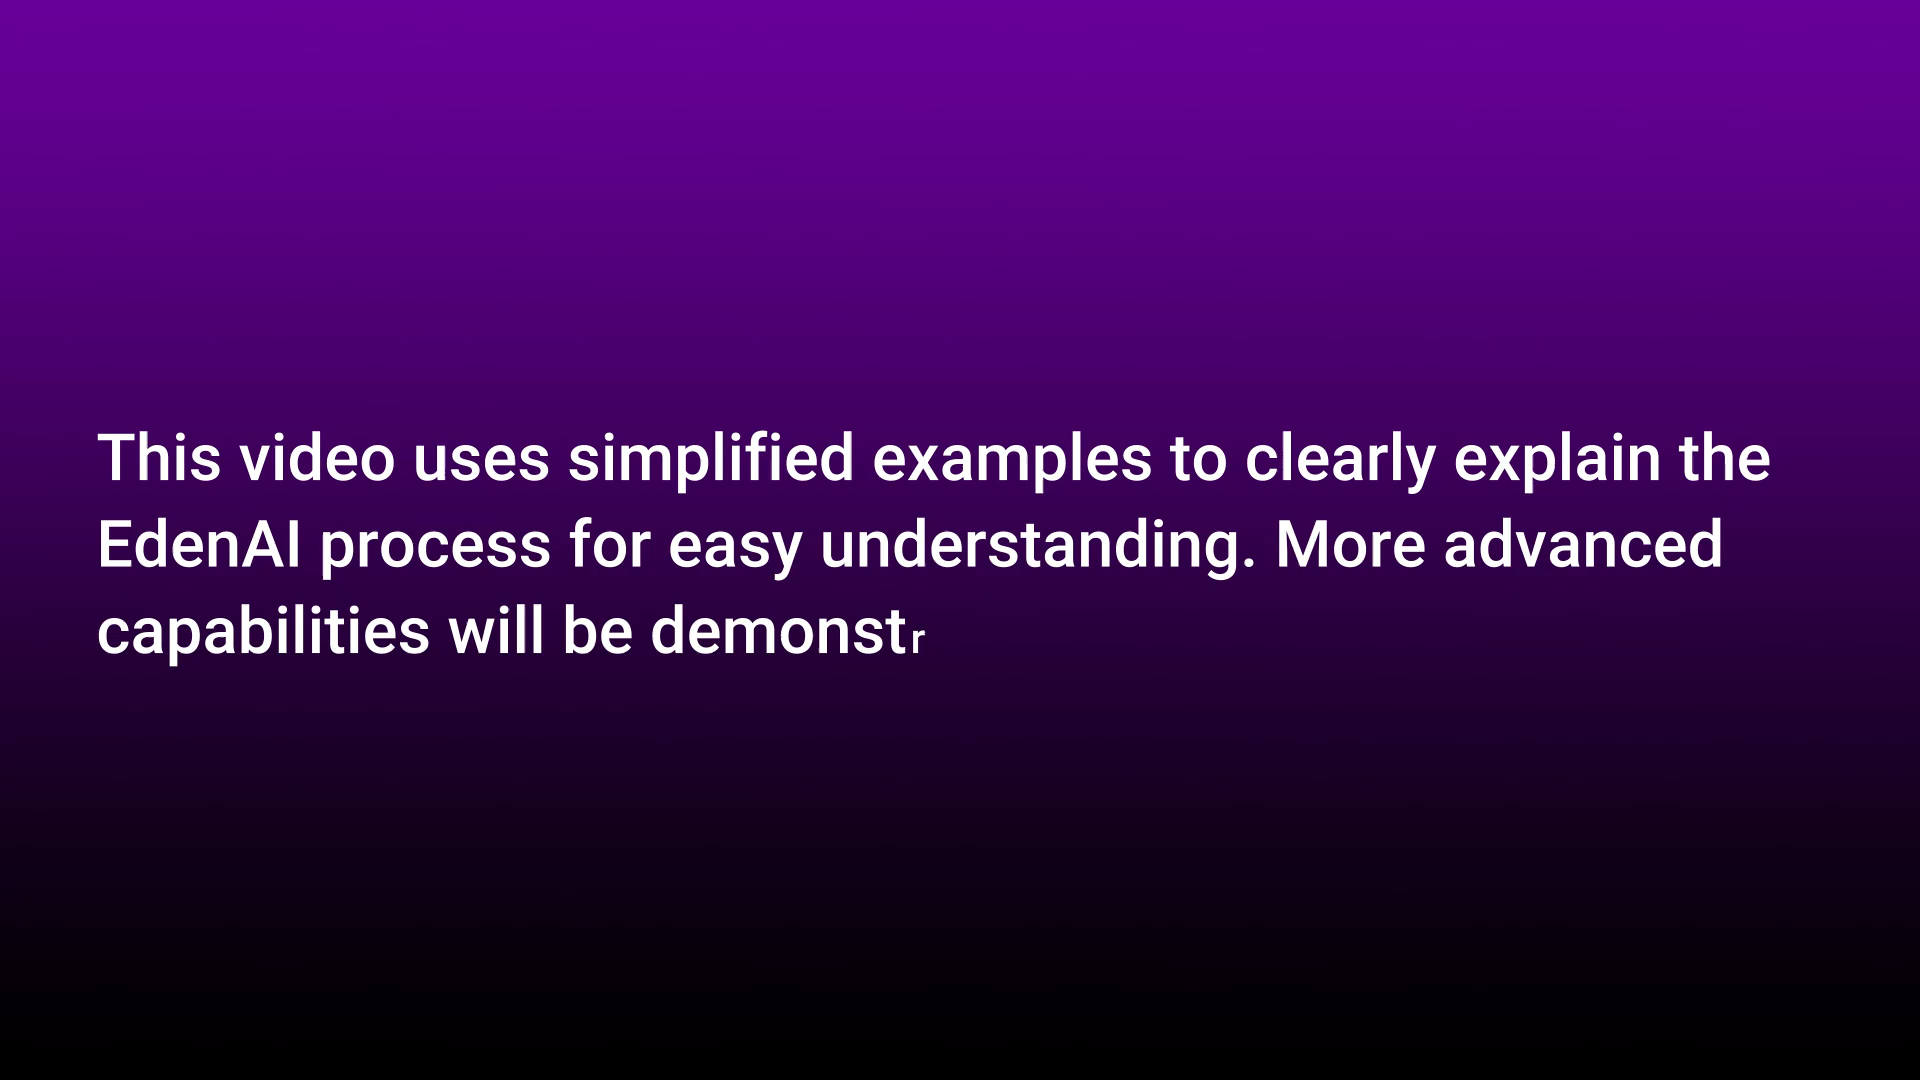 This video uses simplified examples to clearly explain the
EdenAI process for easy understanding. More advanced
capabilities will be demonstr